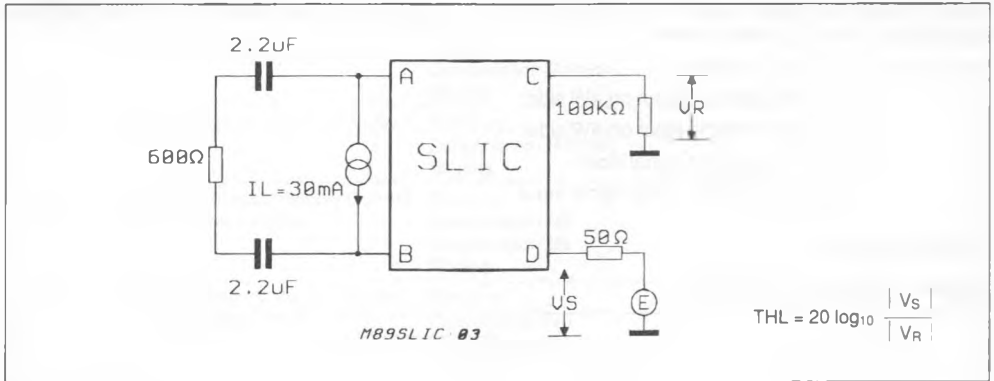 2.2uF
A
C
100KΩ
VR
600Ω
SLIC
IL=30mA
B
D
50Ω
2.2uF
VS
E
M89SLIC-03
THL = 20 log10 | VS | / | VR |